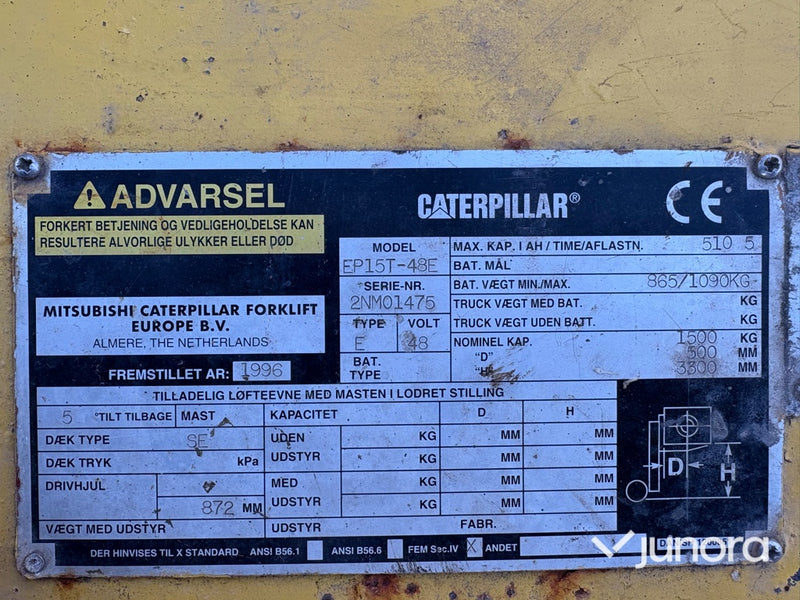 ⚠ ADVARSEL
FORKERT BETJENING OG VEDLIGEHOLDELSE KAN
RESULTERE ALVORLIGE ULYKKER ELLER DØD
CATERPILLAR® CE
MITSUBISHI CATERPILLAR FORKLIFT
EUROPE B.V.
ALMERE, THE NETHERLANDS
FREMSTILLET AR: 1996
MODEL
EP15T-48E
SERIE-NR.
2NM01475
TYPE VOLT
E 48
BAT.
TYPE
MAX. KAP. I AH / TIME/AFLASTN. 510 5
BAT. MÅL
BAT. VÆGT MIN./MAX. 865/1090KG
TRUCK VÆGT MED BAT. KG
TRUCK VÆGT UDEN BATT. KG
NOMINEL KAP. 1500 KG
"D" 500 MM
"H" 3300 MM
TILLADELIG LØFTEEVNE MED MASTEN I LODRET STILLING
5 °TILT TILBAGE MAST KAPACITET D H
DÆK TYPE SE UDEN KG MM MM
DÆK TRYK kPa UDSTYR KG MM MM
DRIVHJUL MED KG MM MM
872 MM UDSTYR KG MM MM
VÆGT MED UDSTYR UDSTYR FABR.
DER HINVISES TIL X STANDARD ANSI B56.1 ANSI B56.6 FEM Sec.IV X ANDET
D H
junora